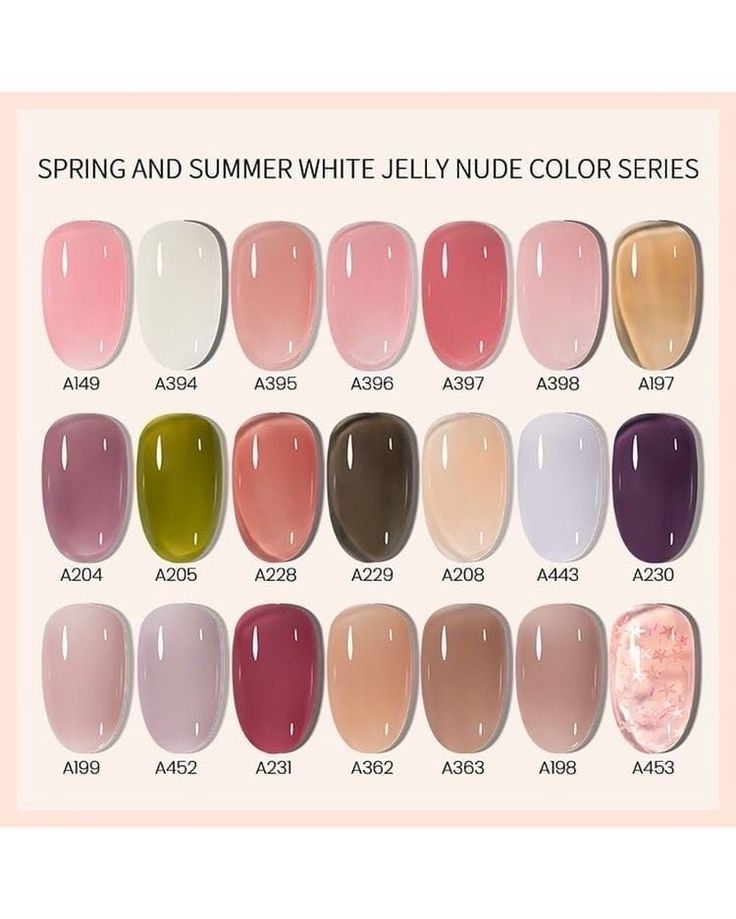 SPRING AND SUMMER WHITE JELLY NUDE COLOR SERIES
A149 A394 A395 A396 A397 A398 A197
A204 A205 A228 A229 A208 A443 A230
A199 A452 A231 A362 A363 A198 A453